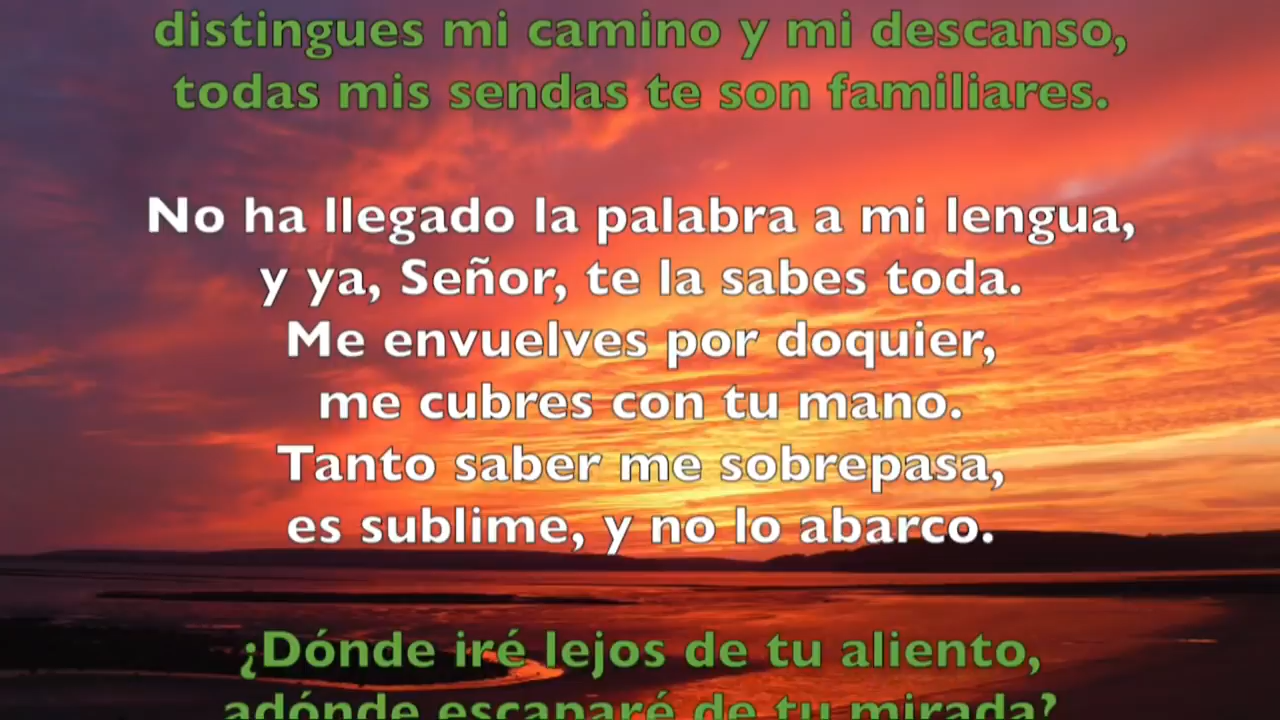 distingues mi camino y mi descanso,
todas mis sendas te son familiares.
No ha llegado la palabra a mi lengua,
y ya, Señor, te la sabes toda.
Me envuelves por doquier,
me cubres con tu mano.
Tanto saber me sobrepasa,
es sublime, y no lo abarco.
¿Dónde iré lejos de tu aliento,
adónde escaparé de tu mirada?